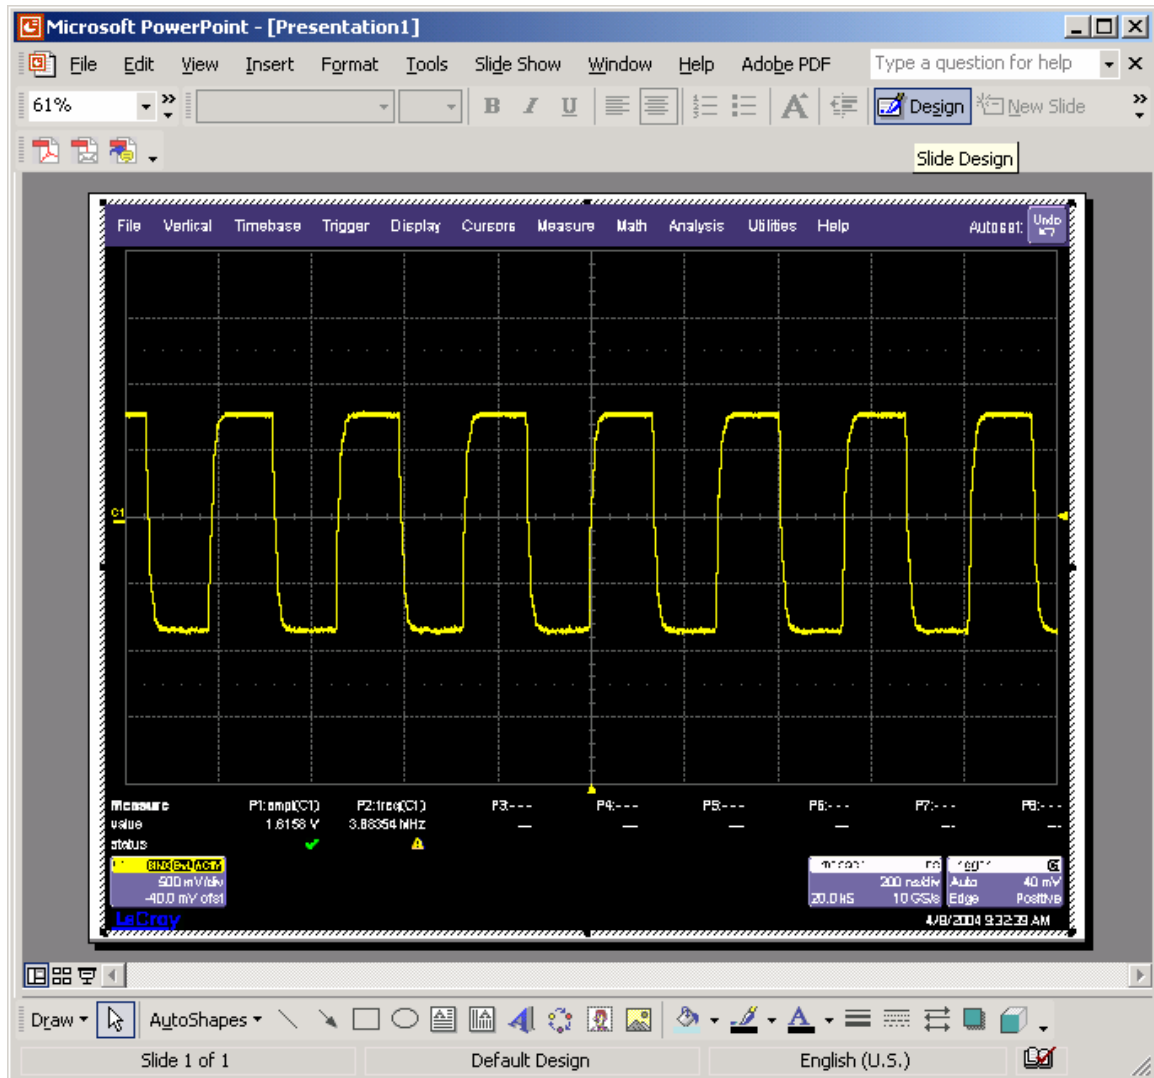 Microsoft PowerPoint - [Presentation1]
File Edit View Insert Format Tools Slide Show Window Help Adobe PDF Type a question for help
61% B I U A Design New Slide
Slide Design
File Vertical Timebase Trigger Display Cursors Measure Math Analysis Utilities Help Autoset: Undo
C1
Measure P1:ampl(C1) P2:freq(C1) P3:--- P4:--- P5:--- P6:--- P7:--- P8:---
value 1.6158 V 3.68354 MHz --- --- --- --- --- ---
status
500 mV/div 200 ns/div Auto 40 mV
-40.0 mV ofst 20.0 kS 10 GS/s Edge Positive
LeCroy 9:32:39 AM
Draw AutoShapes A A
Slide 1 of 1 Default Design English (U.S.)